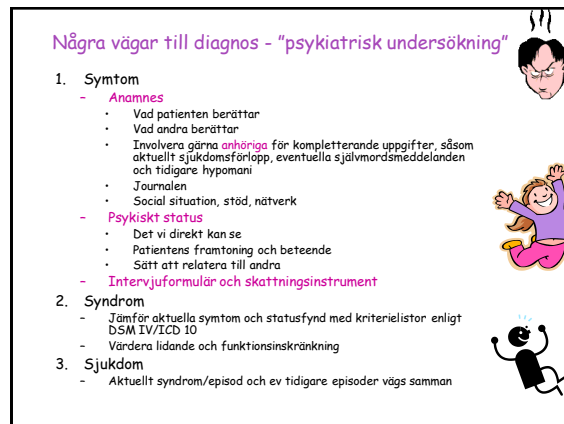 Några vägar till diagnos - ”psykiatrisk undersökning”
1. Symtom
– Anamnes
• Vad patienten berättar
• Vad andra berättar
• Involvera gärna anhöriga för kompletterande uppgifter, såsom
aktuellt sjukdomsförlopp, eventuella självmordsmeddelanden
och tidigare hypomani
• Journalen
• Social situation, stöd, nätverk
– Psykiskt status
• Det vi direkt kan se
• Patientens framtoning och beteende
• Sätt att relatera till andra
– Intervjuformulär och skattningsinstrument
2. Syndrom
– Jämför aktuella symtom och statusfynd med kriterielistor enligt
DSM IV/ICD 10
– Värdera lidande och funktionsinskränkning
3. Sjukdom
– Aktuellt syndrom/episod och ev tidigare episoder vägs samman